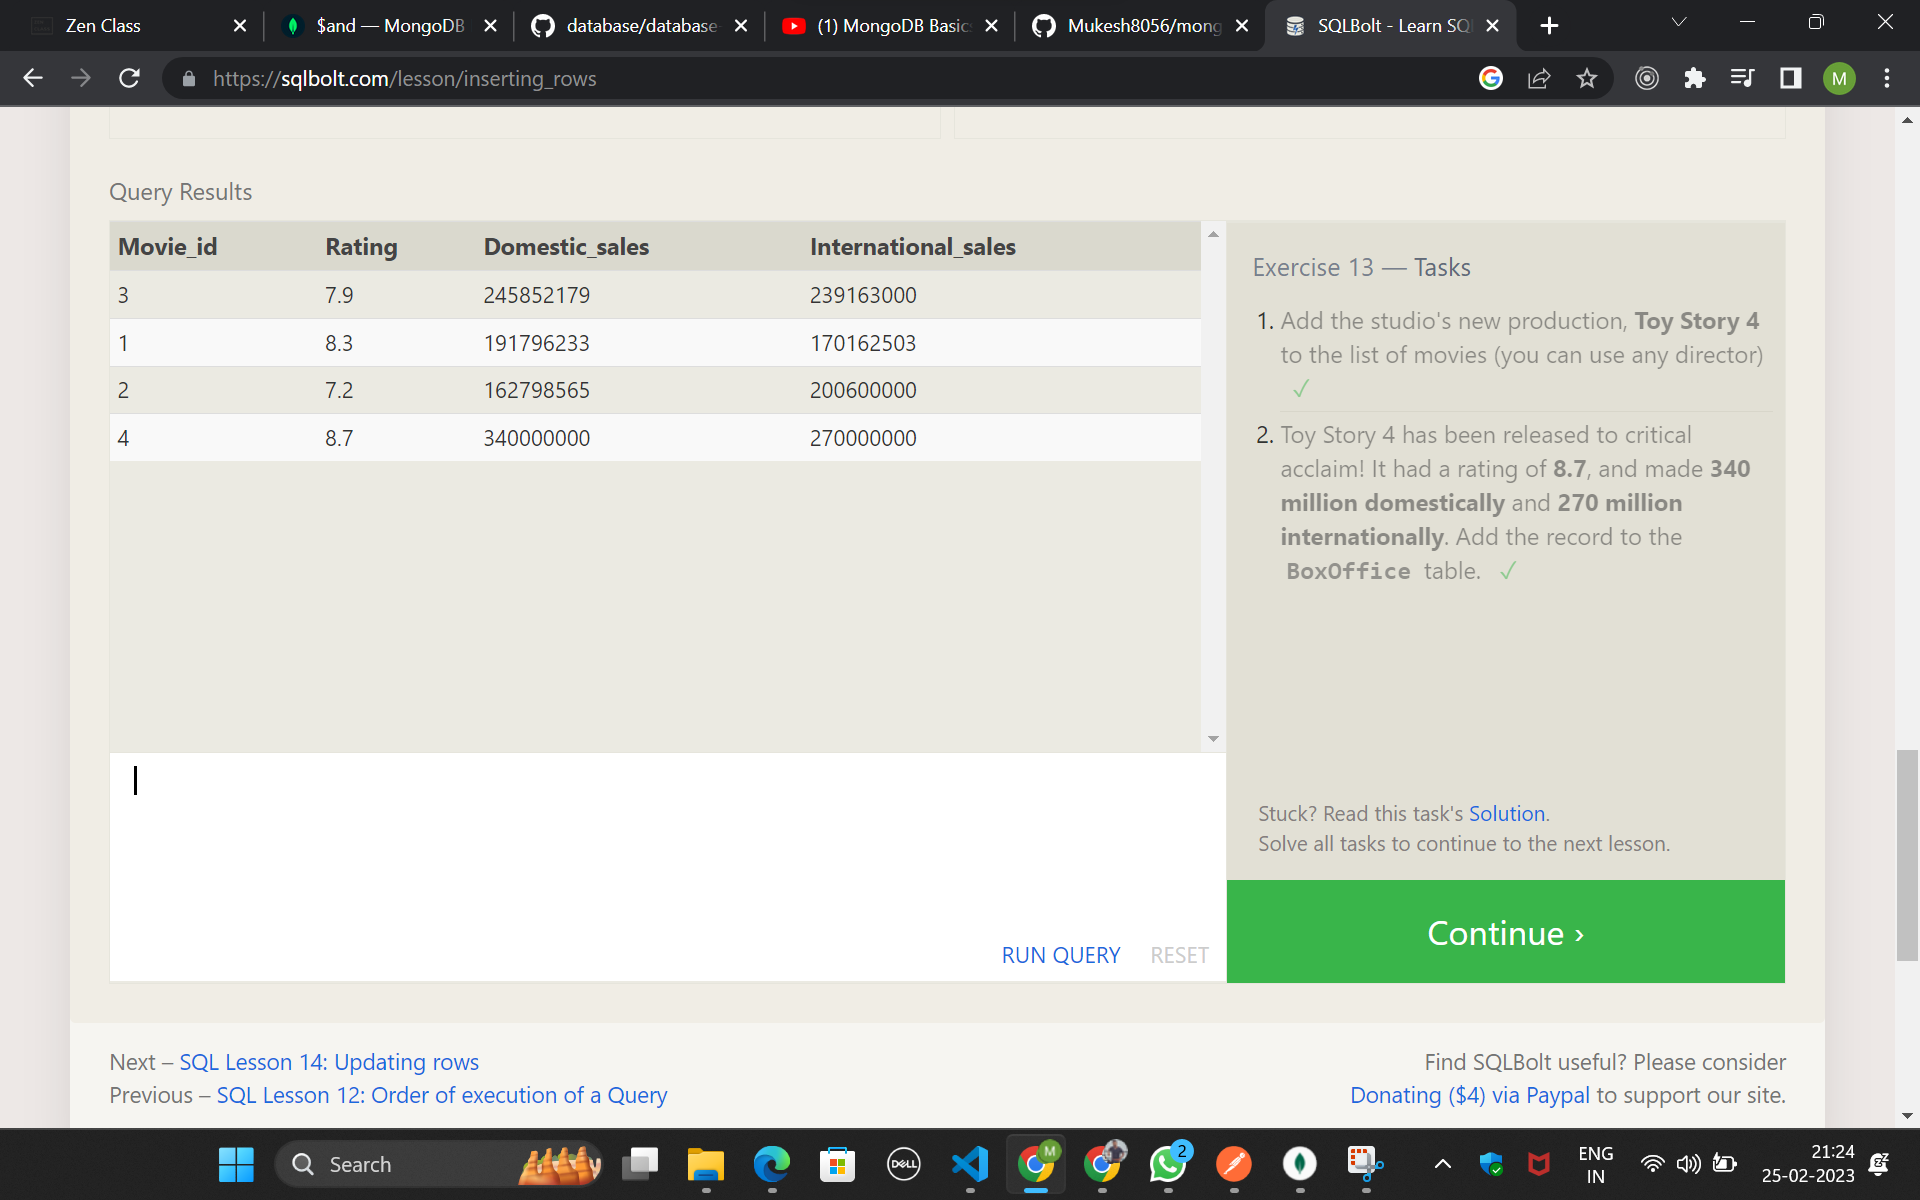 Zen Class
$and — MongoDB
database/database-
(1) MongoDB Basic
Mukesh8056/mong
SQLBolt - Learn SQ
https://sqlbolt.com/lesson/inserting_rows
M
Query Results
Movie_id Rating Domestic_sales International_sales
3 7.9 245852179 239163000
1 8.3 191796233 170162503
2 7.2 162798565 200600000
4 8.7 340000000 270000000
Exercise 13 — Tasks
1. Add the studio's new production, Toy Story 4
to the list of movies (you can use any director)
✓
2. Toy Story 4 has been released to critical
acclaim! It had a rating of 8.7, and made 340
million domestically and 270 million
internationally. Add the record to the
BoxOffice table. ✓
Stuck? Read this task's Solution.
Solve all tasks to continue to the next lesson.
RUN QUERY RESET
Continue ›
Next – SQL Lesson 14: Updating rows
Previous – SQL Lesson 12: Order of execution of a Query
Find SQLBolt useful? Please consider
Donating ($4) via Paypal to support our site.
Search
DELL
M
2
ENG
IN
21:24
25-02-2023